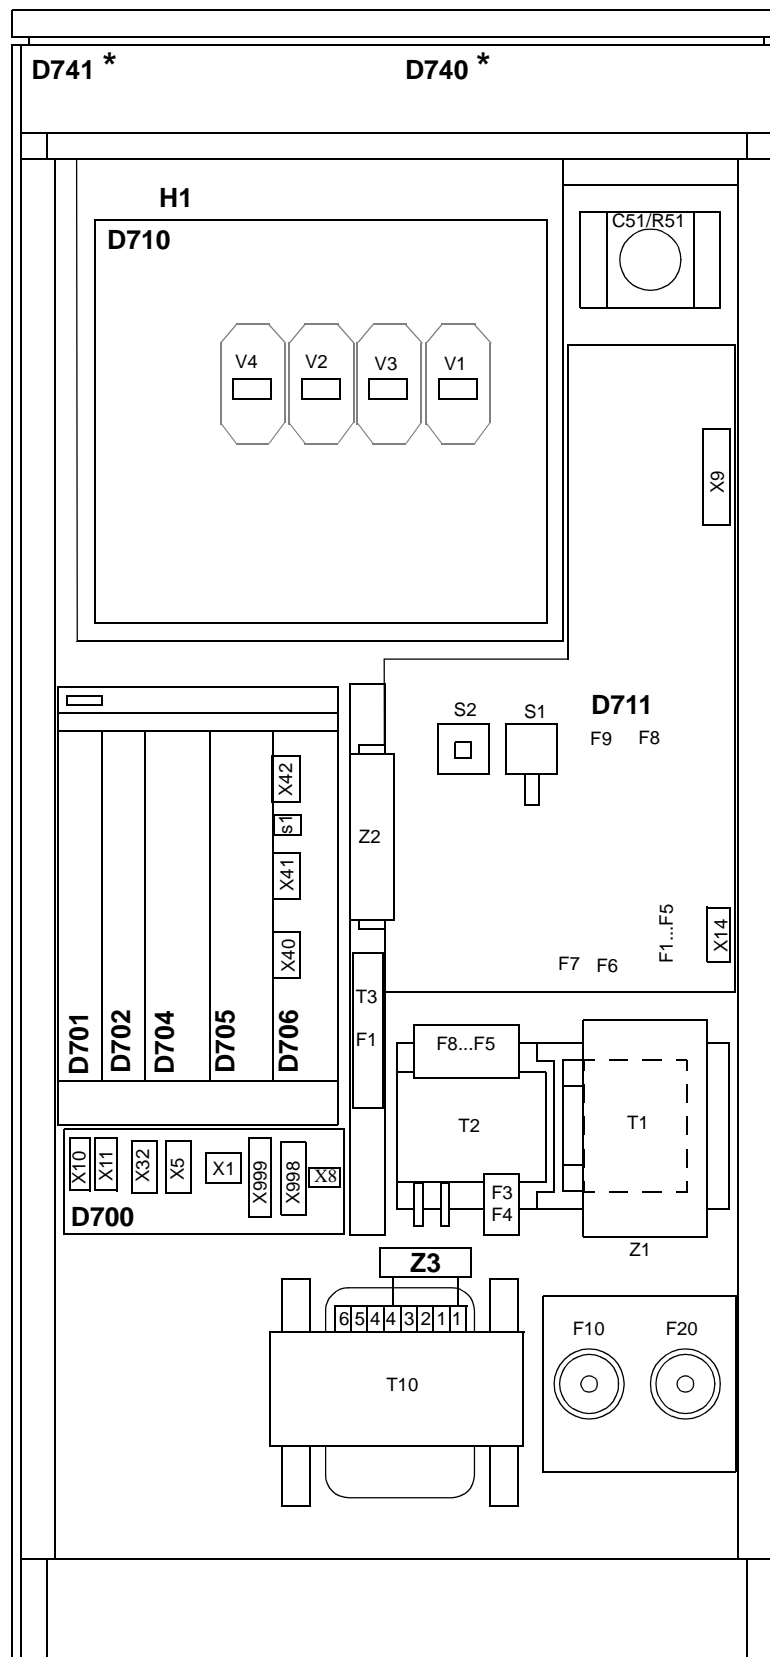 D741 *
D740 *
H1
D710
C51/R51
V4
V2
V3
V1
X9
S2
S1
D711
F9
F8
X42
s1
Z2
X41
X40
F1...F5
X14
F7
F6
T3
F1
D701
D702
D704
D705
D706
F8...F5
T2
T1
X10
X11
X32
X5
X1
X999
X998
X8
F3
F4
D700
Z1
Z3
6 5 4 4 3 2 1 1
T10
F10
F20